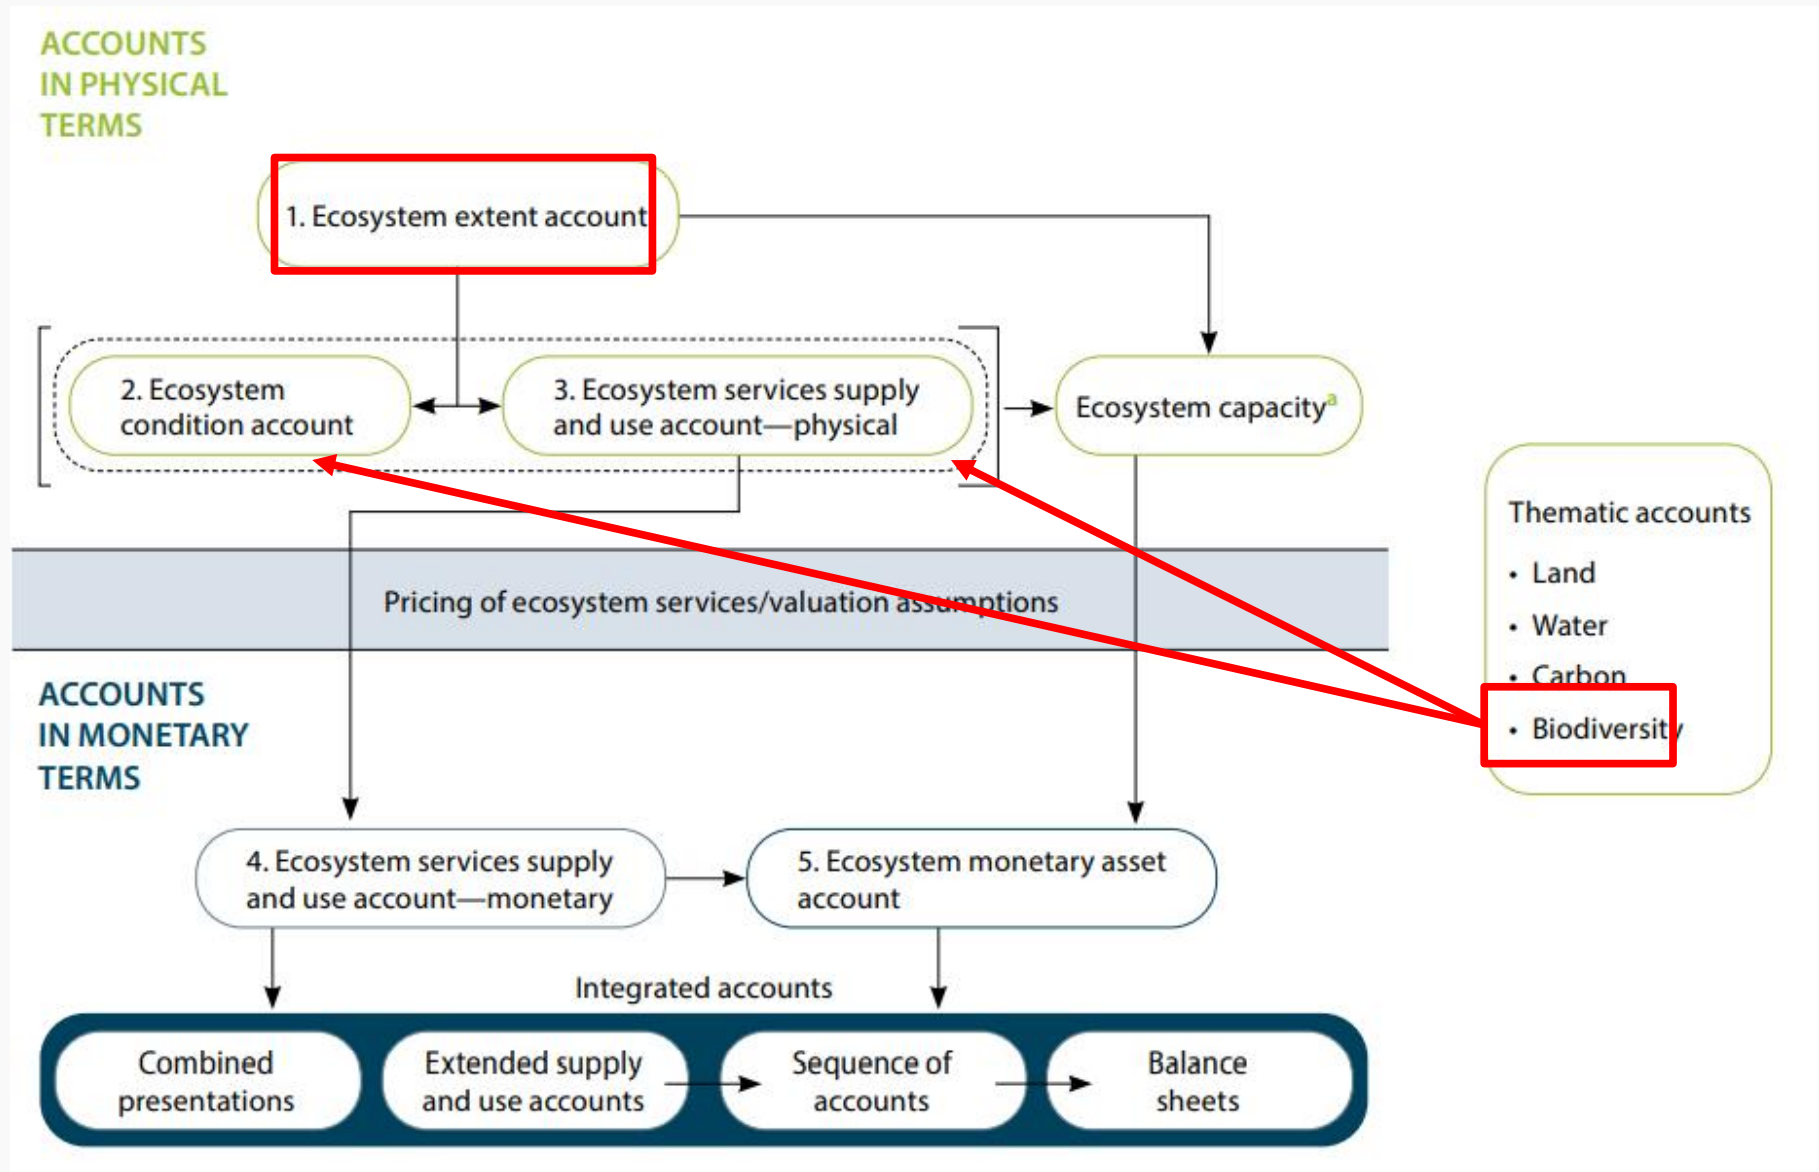 ACCOUNTS
IN PHYSICAL
TERMS
1. Ecosystem extent account
2. Ecosystem
condition account
3. Ecosystem services supply
and use account—physical
Ecosystem capacityᵃ
Thematic accounts
• Land
• Water
• Carbon
• Biodiversity
Pricing of ecosystem services/valuation assumptions
ACCOUNTS
IN MONETARY
TERMS
4. Ecosystem services supply
and use account—monetary
5. Ecosystem monetary asset
account
Integrated accounts
Combined
presentations
Extended supply
and use accounts
Sequence of
accounts
Balance
sheets